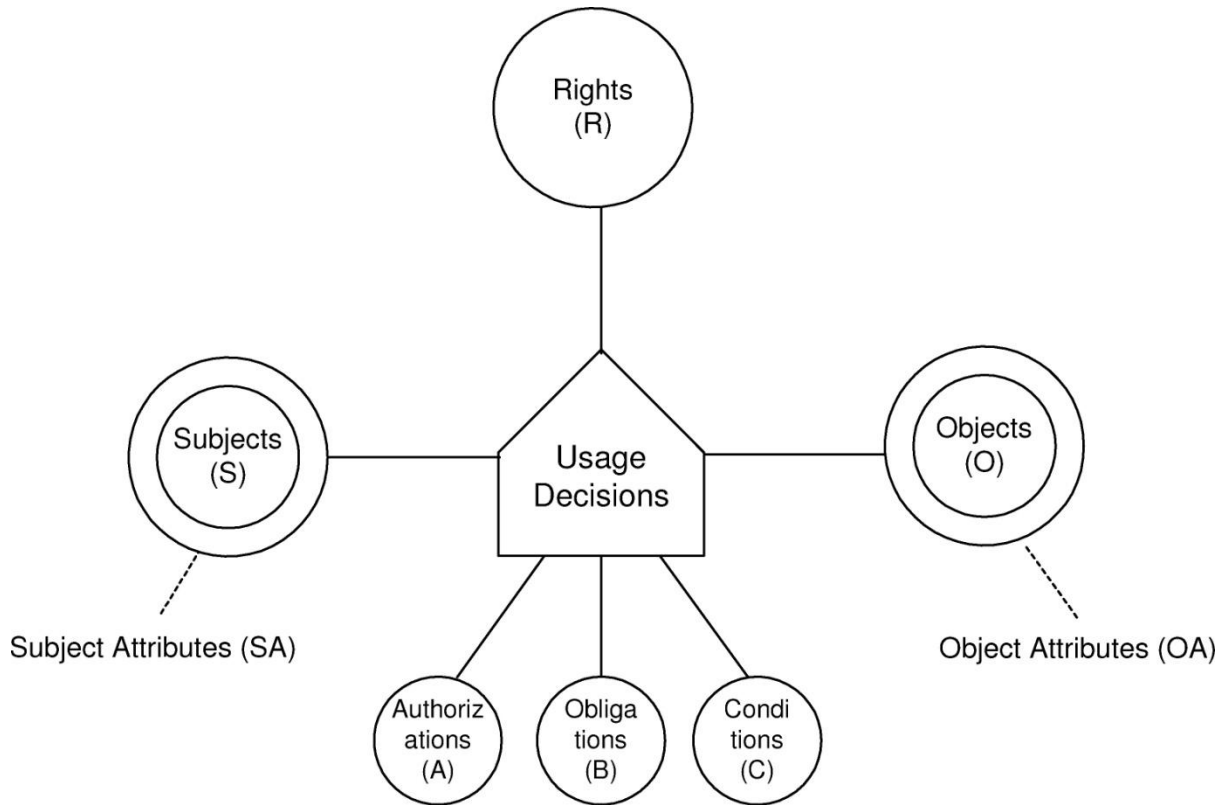 Rights
(R)
Subjects
(S)
Usage
Decisions
Objects
(O)
Subject Attributes (SA)
Object Attributes (OA)
Authoriz
ations
(A)
Obliga
tions
(B)
Condi
tions
(C)